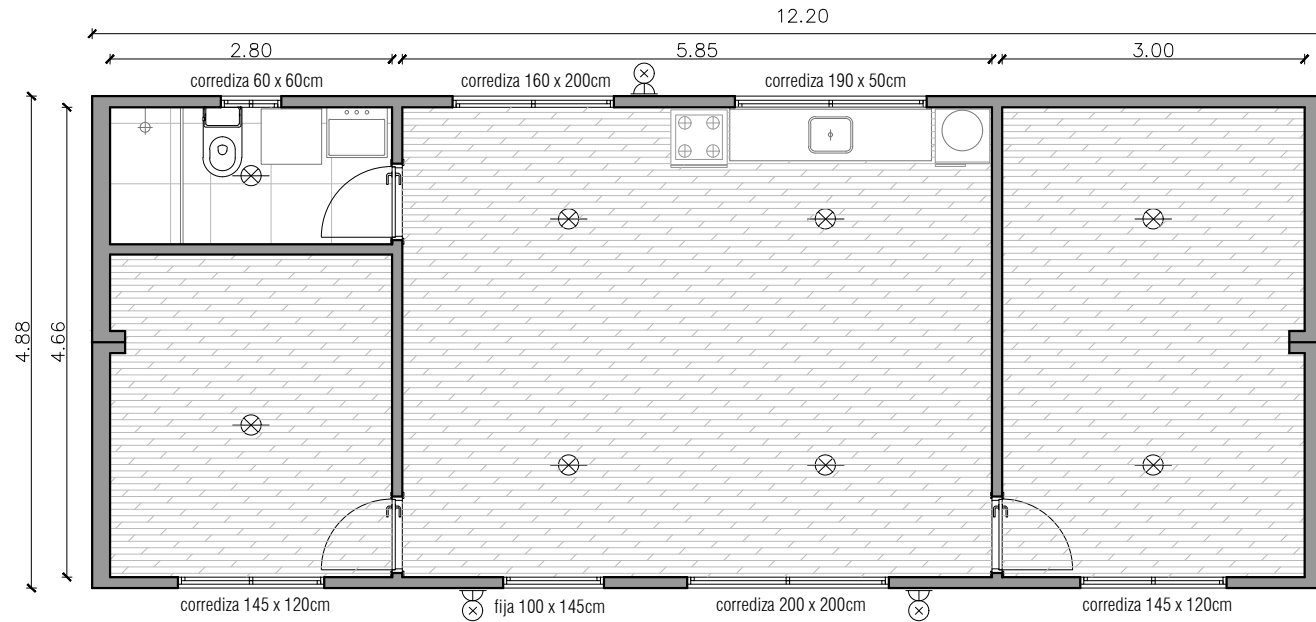 12.20
2.80
5.85
3.00
corrediza 60 x 60cm
corrediza 160 x 200cm
corrediza 190 x 50cm
4.88
4.66
corrediza 145 x 120cm
fija 100 x 145cm
corrediza 200 x 200cm
corrediza 145 x 120cm